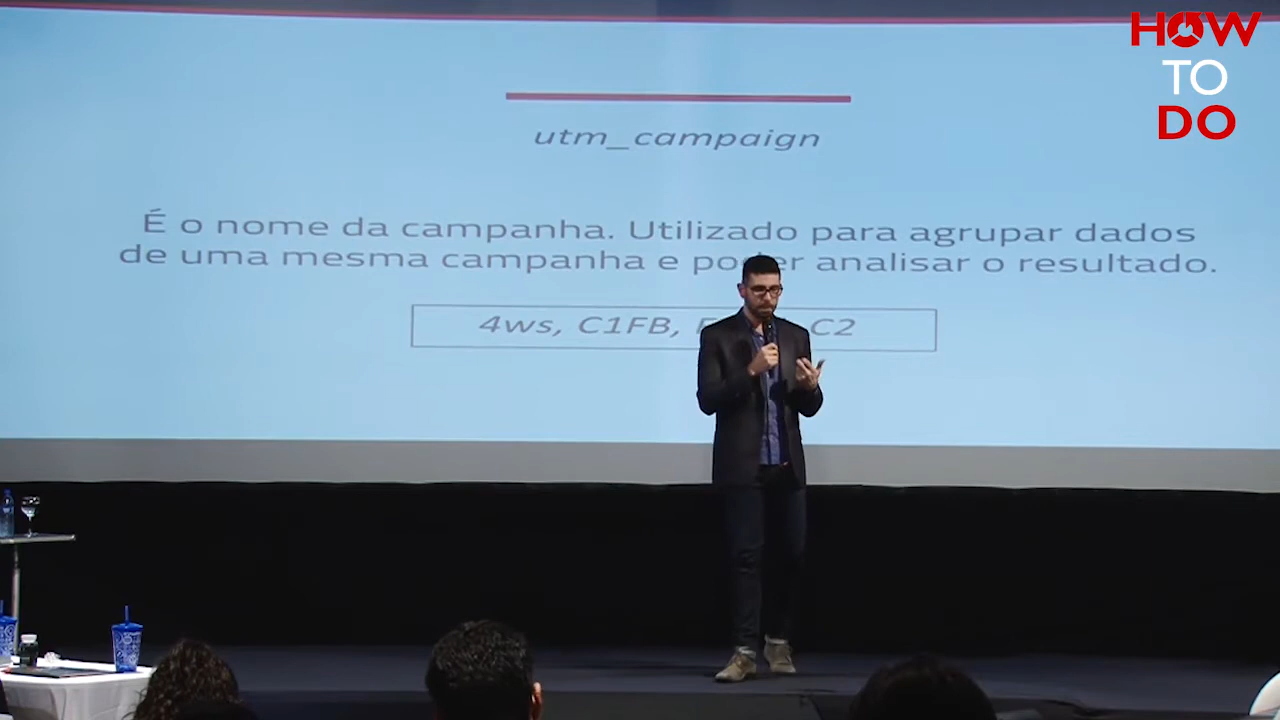 HOW
TO
DO
utm_campaign
É o nome da campanha. Utilizado para agrupar dados
de uma mesma campanha e poder analisar o resultado.
4ws, C1FB, C2